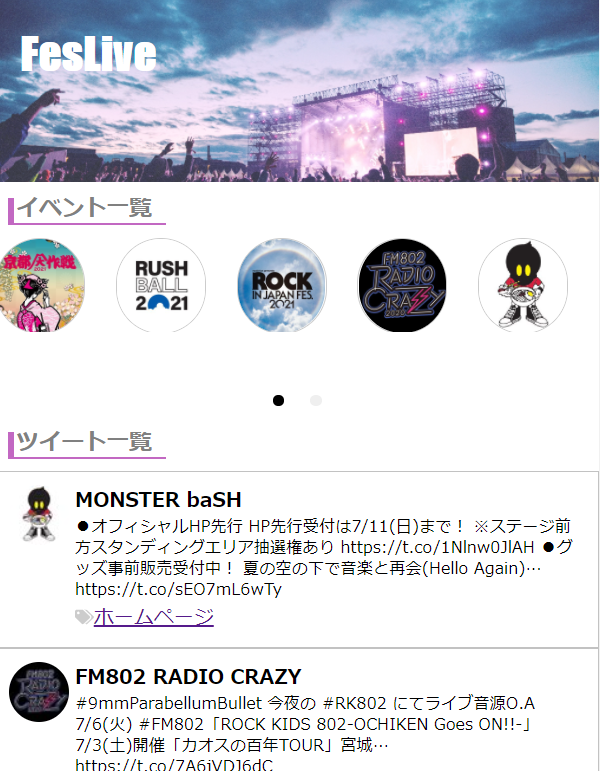 FesLive
イベント一覧
京都大作戦
2021
RUSH
BALL
2021
ROCK
IN JAPAN FES.
2021
FM802
RADIO
CRAZY
2020
ツイート一覧
MONSTER baSH
●オフィシャルHP先行 HP先行受付は7/11(日)まで！ ※ステージ前
方スタンディングエリア抽選権あり https://t.co/1Nlnw0JlAH ●グ
ッズ事前販売受付中！ 夏の空の下で音楽と再会(Hello Again)…
https://t.co/sEO7mL6wTy
ホームページ
FM802
RADIO
CRAZY
FM802 RADIO CRAZY
#9mmParabellumBullet 今夜の #RK802 にてライブ音源O.A
7/6(火) #FM802「ROCK KIDS 802-OCHIKEN Goes ON!!-」
7/3(土)開催「カオスの百年TOUR」宮城…
https://t.co/7A6iVDJ6dC